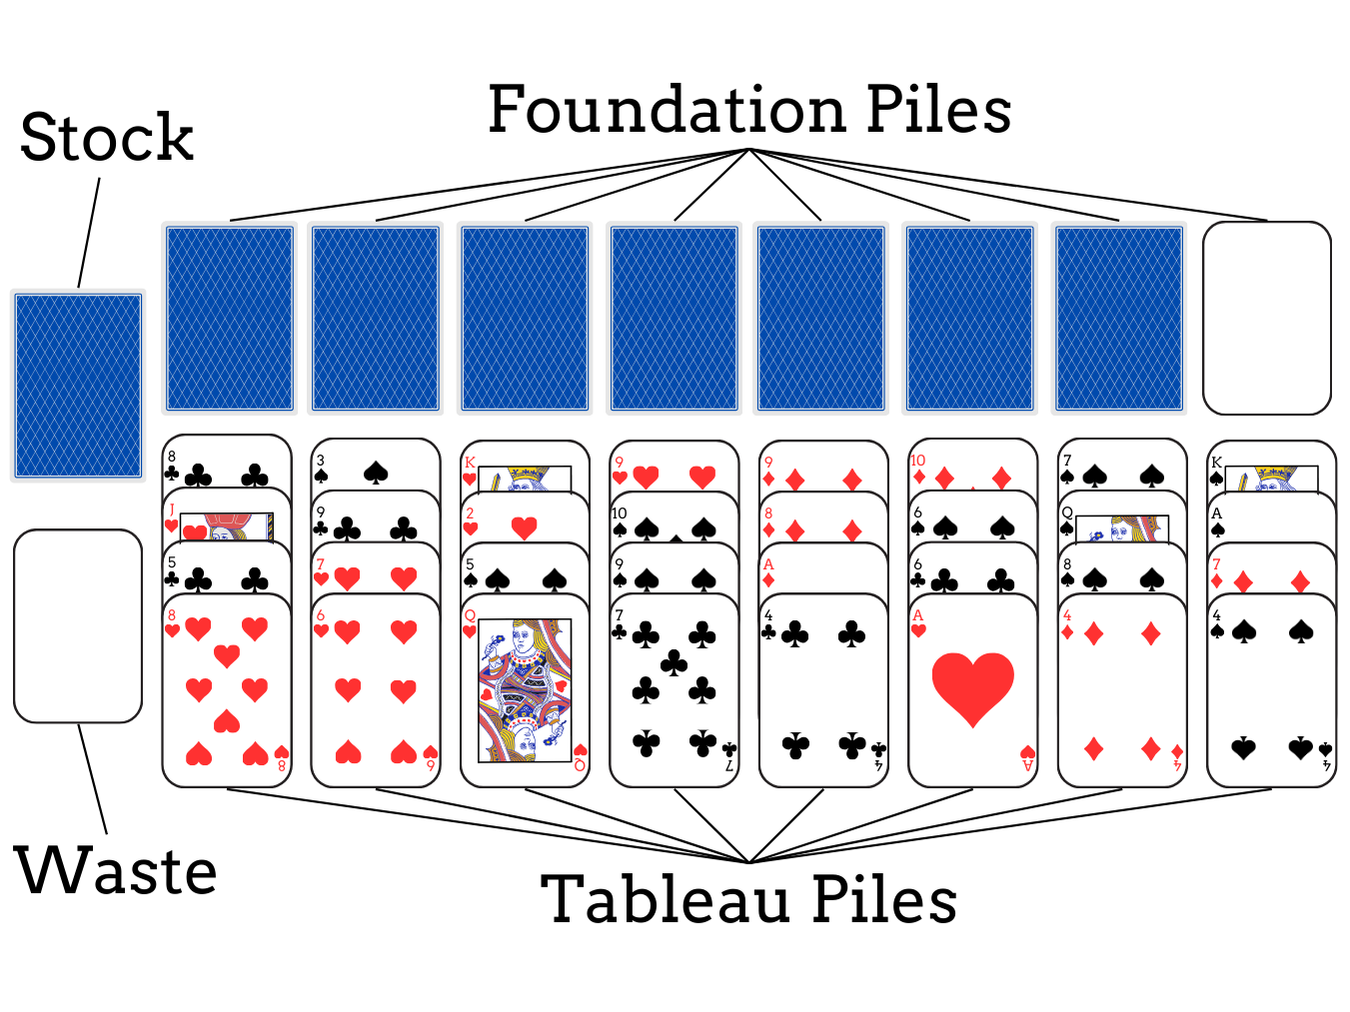 Foundation Piles
Stock
8 3 K 9 9 10 7 K
J 9 2 10 8 6 Q A
5 7 5 9 A 6 8 7
8 6 Q 7 4 A 4 4
8 6 Q 7 4 A 4 4
Waste
Tableau Piles